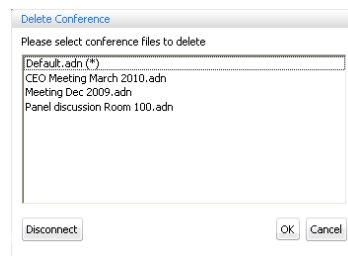 Delete Conference
Please select conference files to delete
Default.adn (*)
CEO Meeting March 2010.adn
Meeting Dec 2009.adn
Panel discussion Room 100.adn
Disconnect OK Cancel